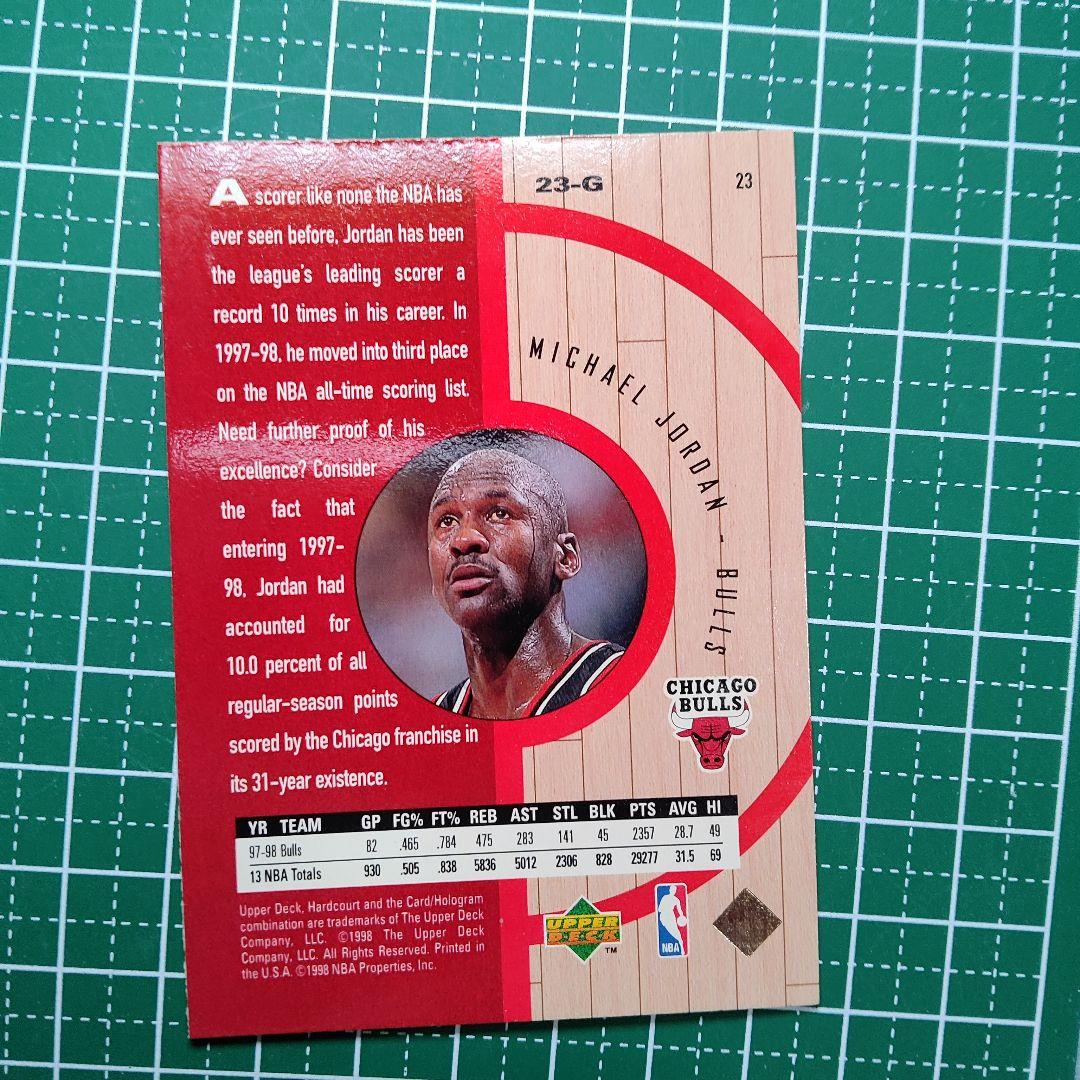 A scorer like none the NBA has
ever seen before, Jordan has been
the league's leading scorer a
record 10 times in his career. In
1997-98, he moved into third place
on the NBA all-time scoring list.
Need further proof of his
excellence? Consider
the fact that
entering 1997-
98, Jordan had
accounted for
10.0 percent of all
regular-season points
scored by the Chicago franchise in
its 31-year existence.
23-G
23
MICHAEL JORDAN - BULLS
CHICAGO
BULLS
YR TEAM GP FG% FT% REB AST STL BLK PTS AVG HI
97-98 Bulls 82 .465 .784 475 283 141 45 2357 28.7 49
13 NBA Totals 930 .505 .838 5836 5012 2306 828 29277 31.5 69
Upper Deck, Hardcourt and the Card/Hologram
combination are trademarks of The Upper Deck
Company, LLC. ©1998 The Upper Deck
Company, LLC. All Rights Reserved. Printed in
the U.S.A. ©1998 NBA Properties, Inc.
UPPER
DECK
TM
NBA